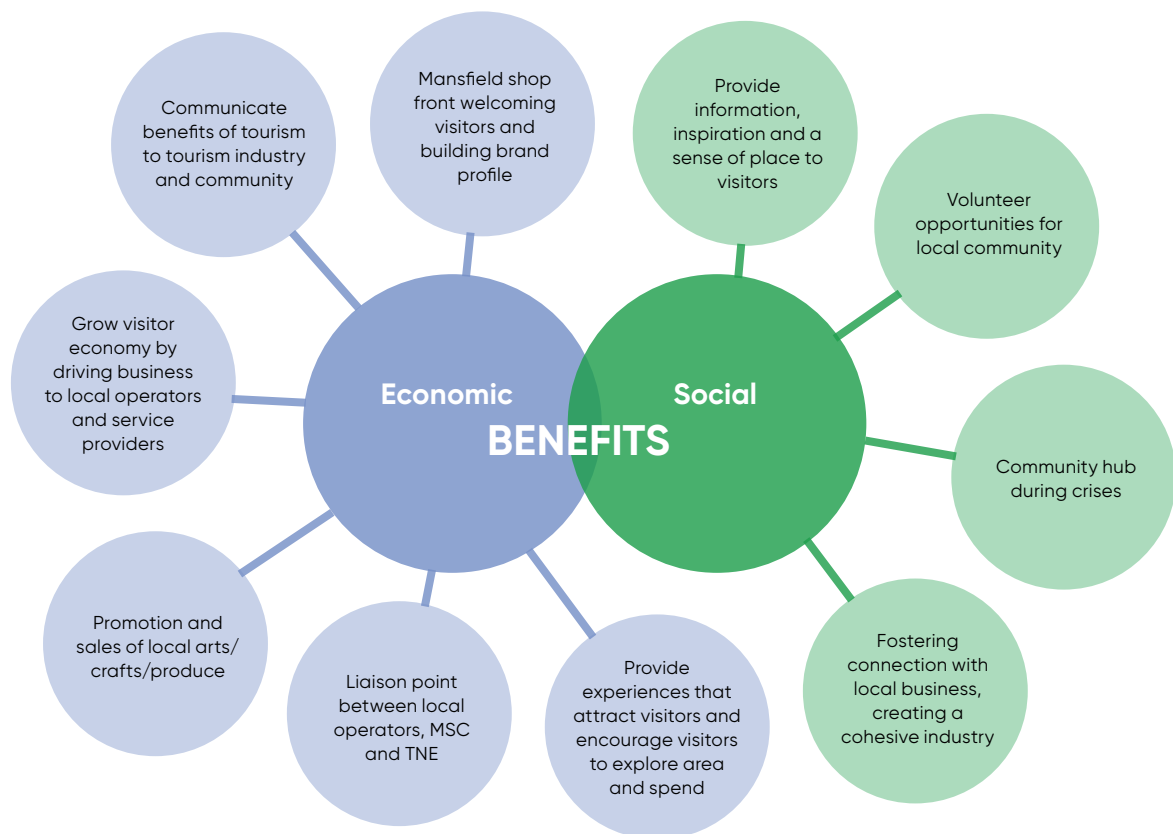 Communicate
benefits of tourism
to tourism industry
and community
Mansfield shop
front welcoming
visitors and
building brand
profile
Provide
information,
inspiration and a
sense of place to
visitors
Volunteer
opportunities for
local community
Grow visitor
economy by
driving business
to local operators
and service
providers
Economic
Social
BENEFITS
Community hub
during crises
Promotion and
sales of local arts/
crafts/produce
Liaison point
between local
operators, MSC
and TNE
Provide
experiences that
attract visitors and
encourage visitors
to explore area
and spend
Fostering
connection with
local business,
creating a
cohesive industry